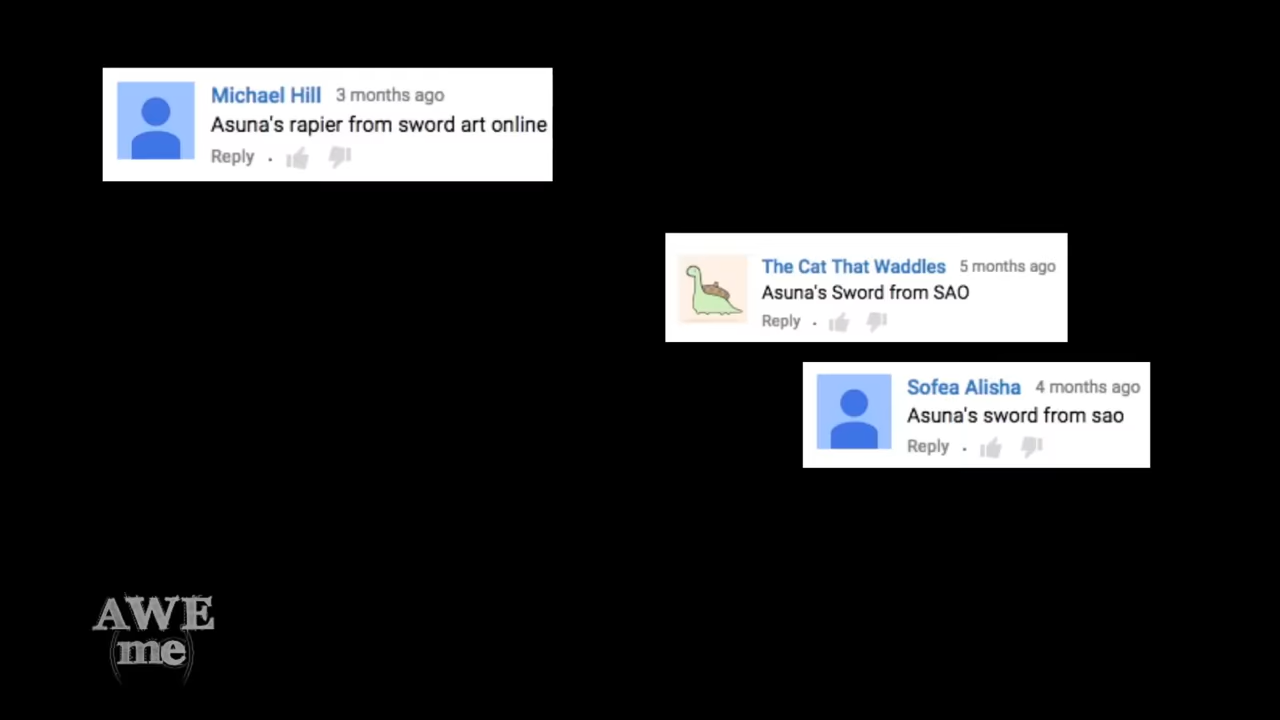 Michael Hill 3 months ago
Asuna's rapier from sword art online
Reply .
The Cat That Waddles 5 months ago
Asuna's Sword from SAO
Reply .
Sofea Alisha 4 months ago
Asuna's sword from sao
Reply .
AWE
(me)